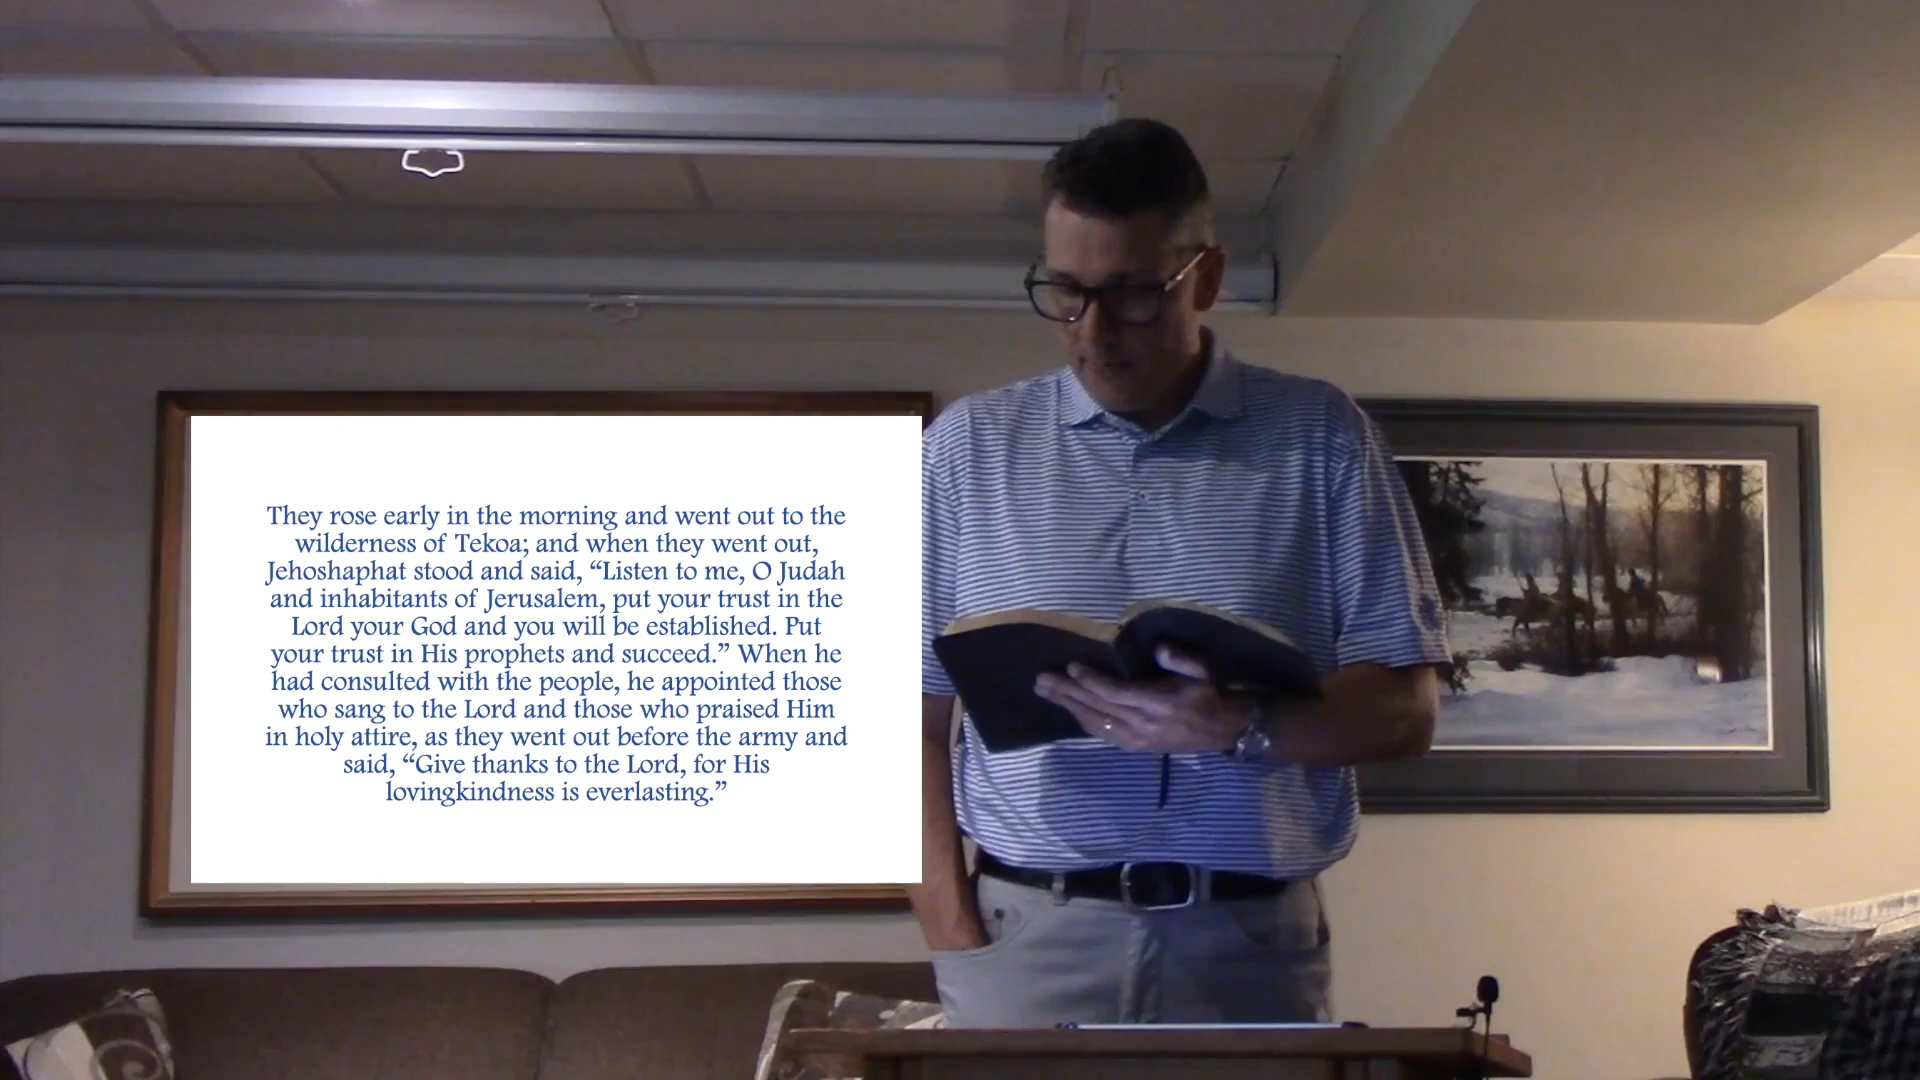 They rose early in the morning and went out to the
wilderness of Tekoa; and when they went out,
Jehoshaphat stood and said, “Listen to me, O Judah
and inhabitants of Jerusalem, put your trust in the
Lord your God and you will be established. Put
your trust in His prophets and succeed.” When he
had consulted with the people, he appointed those
who sang to the Lord and those who praised Him
in holy attire, as they went out before the army and
said, “Give thanks to the Lord, for His
lovingkindness is everlasting.”